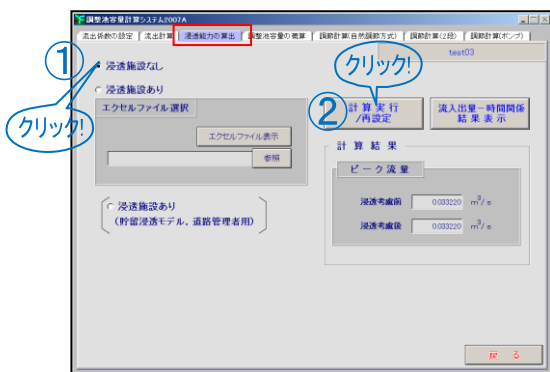 調整池容量計算システム2007A
流出係数の設定 流出計算 浸透能力の算出 調整池容量の概算 調節計算(自然調節方式) 調節計算(2段) 調節計算(ポンプ)
test03
①
浸透施設なし
クリック!
浸透施設あり
エクセルファイル選択
エクセルファイル表示
参照
浸透施設あり
(貯留浸透モデル,道路管理者用)
クリック!
②
計算実行
/再設定
流入出量-時間関係
結果表示
計算結果
ピーク流量
浸透考慮前 0.033220 m³/s
浸透考慮後 0.033220 m³/s
戻る